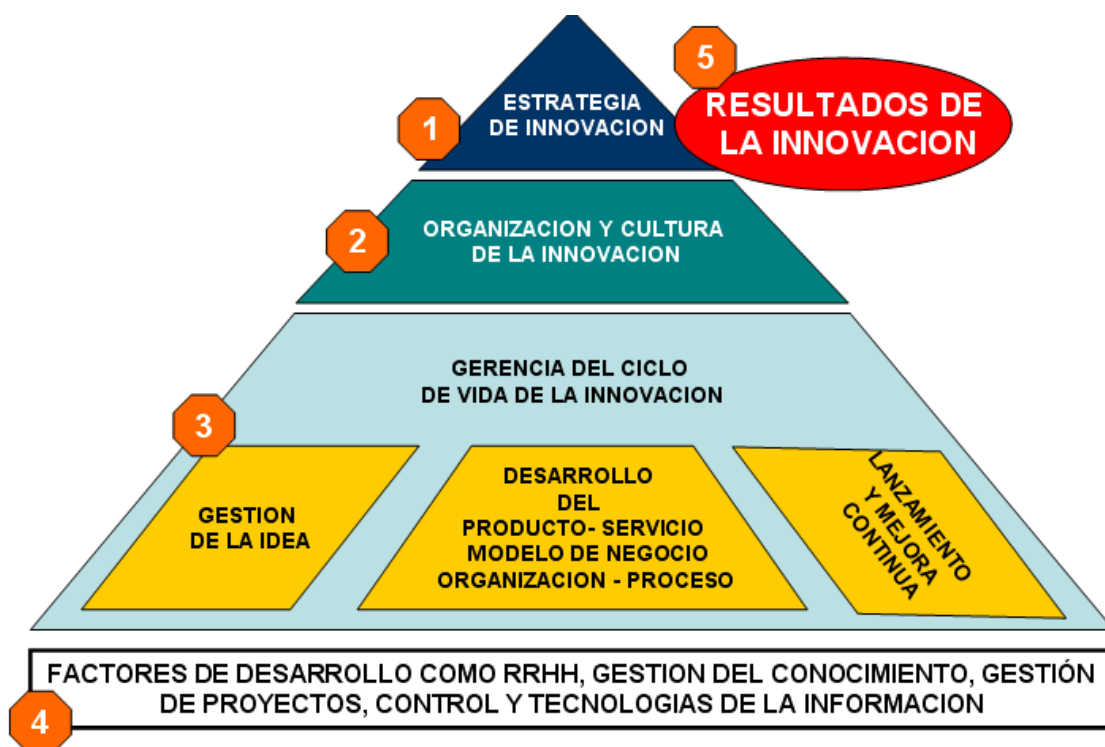 5
RESULTADOS DE
LA INNOVACION
1
ESTRATEGIA
DE INNOVACION
2
ORGANIZACION Y CULTURA
DE LA INNOVACION
GERENCIA DEL CICLO
DE VIDA DE LA INNOVACION
3
GESTION
DE LA IDEA
DESARROLLO
DEL
PRODUCTO- SERVICIO
MODELO DE NEGOCIO
ORGANIZACION - PROCESO
LANZAMIENTO
Y MEJORA
CONTINUA
FACTORES DE DESARROLLO COMO RRHH, GESTION DEL CONOCIMIENTO, GESTIÓN
DE PROYECTOS, CONTROL Y TECNOLOGIAS DE LA INFORMACION
4